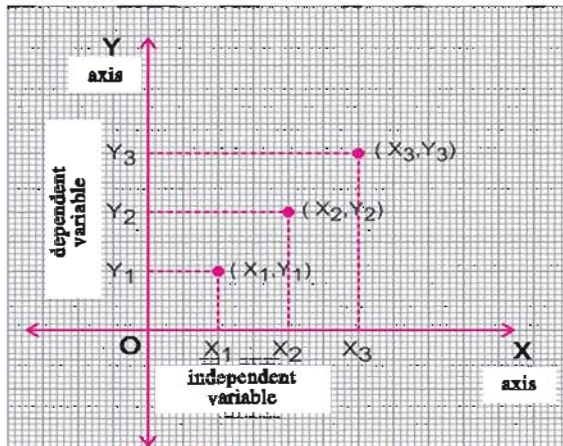 Y
axis
dependent
variable
Y3
(X3,Y3)
Y2
(X2,Y2)
Y1
(X1,Y1)
O
X1
X2
X3
X
independent
variable
axis